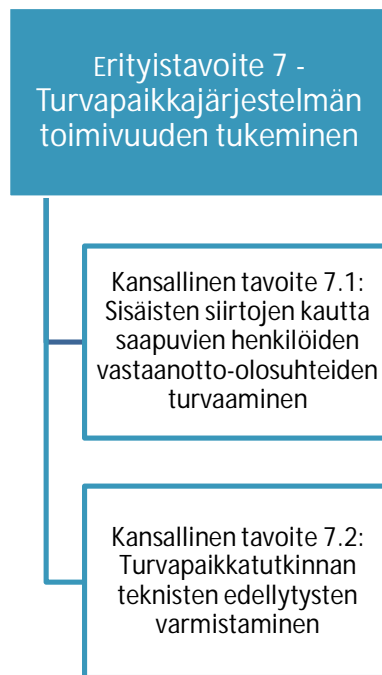 Erityistavoite 7 -
Turvapaikkajärjestelmän
toimivuuden tukeminen
Kansallinen tavoite 7.1:
Sisäisten siirtojen kautta
saapuvien henkilöiden
vastaanotto-olosuhteiden
turvaaminen
Kansallinen tavoite 7.2:
Turvapaikkatutkinnan
teknisten edellytysten
varmistaminen